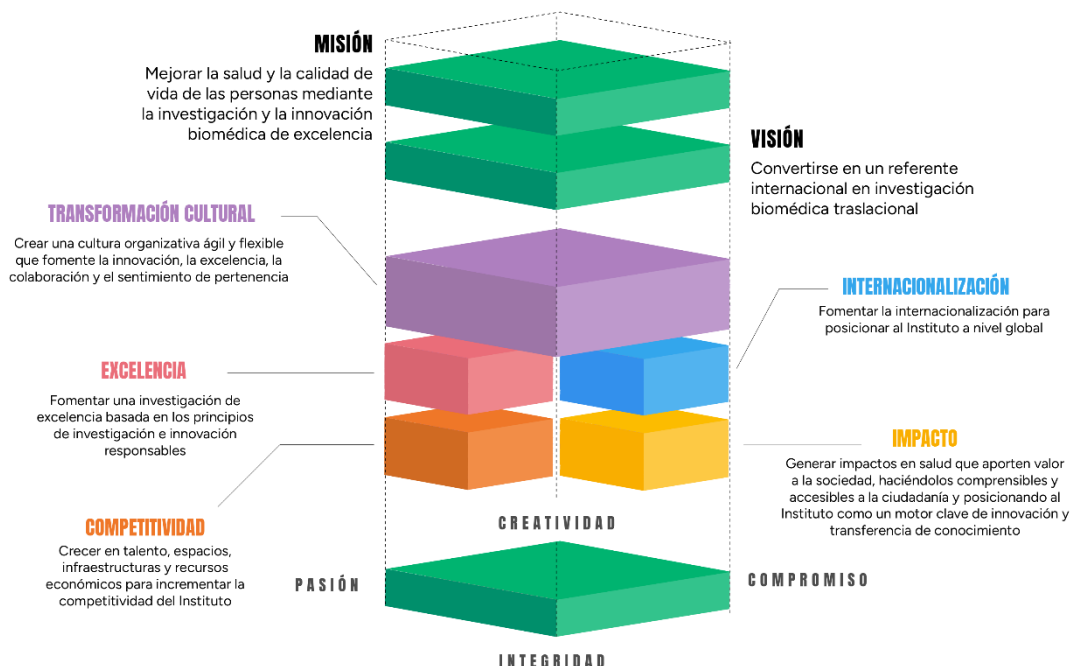 MISIÓN
Mejorar la salud y la calidad de
vida de las personas mediante
la investigación y la innovación
biomédica de excelencia
VISIÓN
Convertirse en un referente
internacional en investigación
biomédica traslacional
TRANSFORMACIÓN CULTURAL
Crear una cultura organizativa ágil y flexible
que fomente la innovación, la excelencia, la
colaboración y el sentimiento de pertenencia
INTERNACIONALIZACIÓN
Fomentar la internacionalización para
posicionar al Instituto a nivel global
EXCELENCIA
Fomentar una investigación de
excelencia basada en los principios
de investigación e innovación
responsables
IMPACTO
Generar impactos en salud que aporten valor
a la sociedad, haciéndolos comprensibles y
accesibles a la ciudadanía y posicionando al
Instituto como un motor clave de innovación y
transferencia de conocimiento
COMPETITIVIDAD
Crecer en talento, espacios,
infraestructuras y recursos
económicos para incrementar la
competitividad del Instituto
CREATIVIDAD
PASIÓN
COMPROMISO
INTEGRIDAD